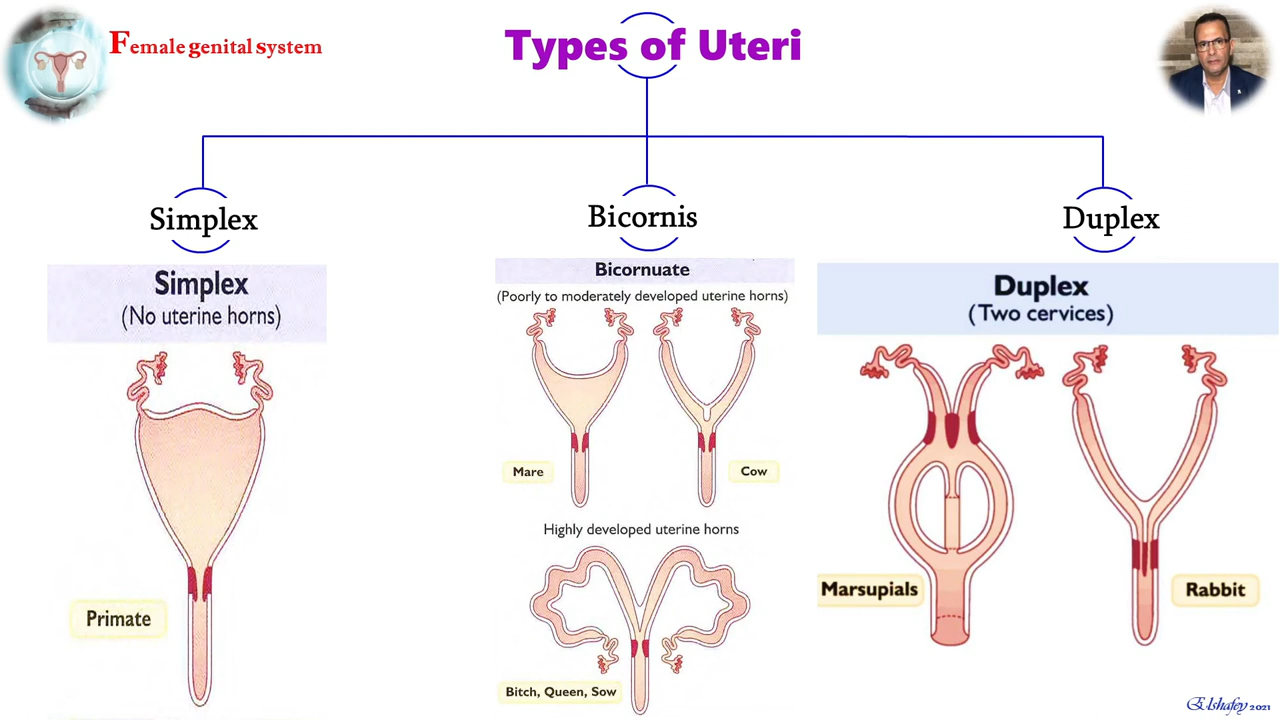 Female genital system
Types of Uteri
Simplex
Bicornis
Duplex
Simplex
(No uterine horns)
Primate
Bicornuate
(Poorly to moderately developed uterine horns)
Mare
Cow
Highly developed uterine horns
Bitch, Queen, Sow
Duplex
(Two cervices)
Marsupials
Rabbit
Elshafey 2021